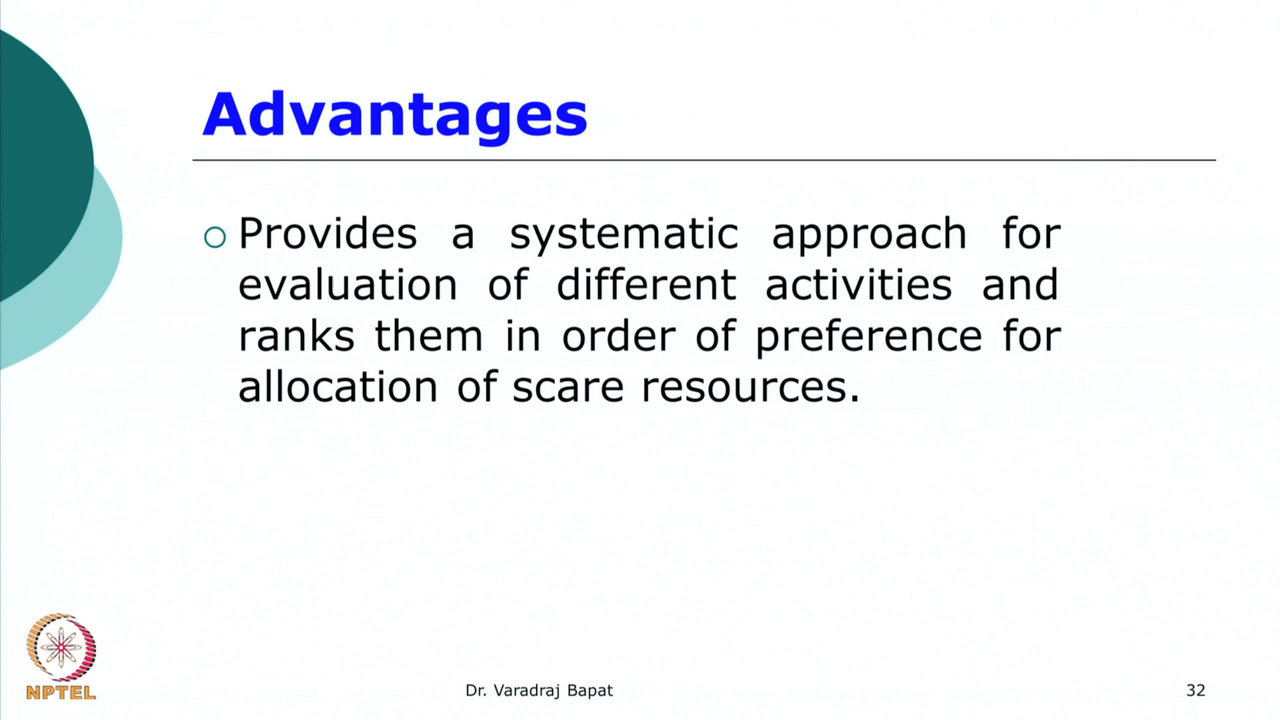 Advantages
Provides a systematic approach for
evaluation of different activities and
ranks them in order of preference for
allocation of scare resources.
NPTEL
Dr. Varadraj Bapat
32